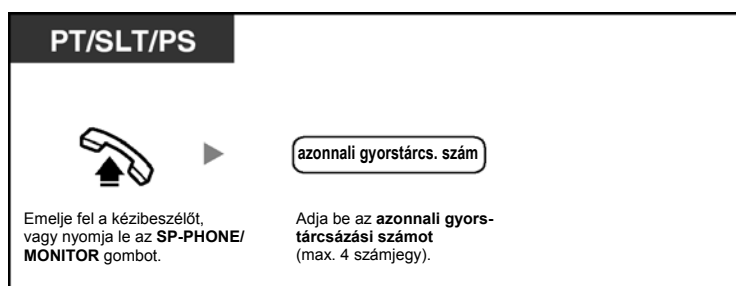 PT/SLT/PS
azonnali gyorstárcs. szám
Emelje fel a kézibeszélőt,
vagy nyomja le az SP-PHONE/
MONITOR gombot.
Adja be az azonnali gyors-
tárcsázási számot
(max. 4 számjegy).